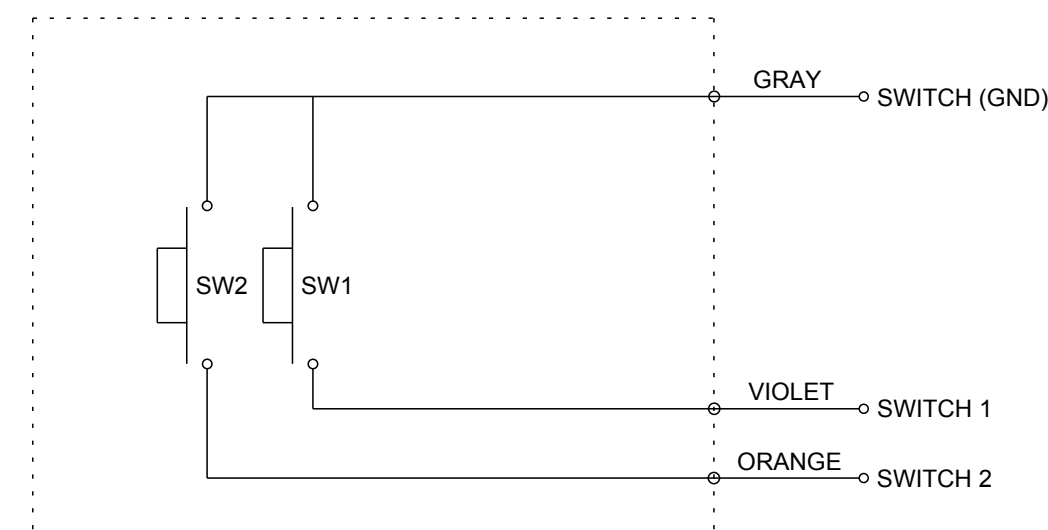 GRAY
SWITCH (GND)
SW2
SW1
VIOLET
SWITCH 1
ORANGE
SWITCH 2